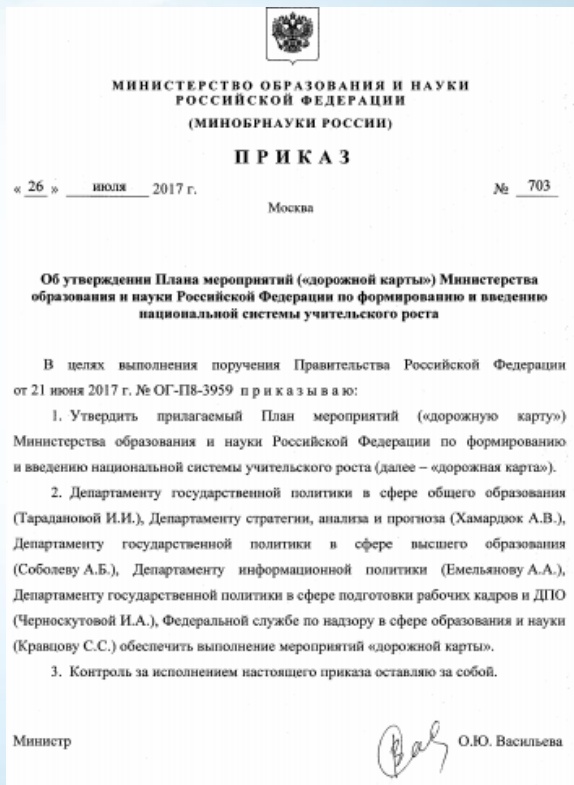 МИНИСТЕРСТВО ОБРАЗОВАНИЯ И НАУКИ
РОССИЙСКОЙ ФЕДЕРАЦИИ
(МИНОБРНАУКИ РОССИИ)
ПРИКАЗ
« 26 » июля 2017 г. № 703
Москва
Об утверждении Плана мероприятий («дорожной карты») Министерства
образования и науки Российской Федерации по формированию и введению
национальной системы учительского роста
В целях выполнения поручения Правительства Российской Федерации
от 21 июня 2017 г. № ОГ-П8-3959 приказываю:
1. Утвердить прилагаемый План мероприятий («дорожную карту»)
Министерства образования и науки Российской Федерации по формированию
и введению национальной системы учительского роста (далее – «дорожная карта»).
2. Департаменту государственной политики в сфере общего образования
(Тарадановой И.И.), Департаменту стратегии, анализа и прогноза (Хамардюк А.В.),
Департаменту государственной политики в сфере высшего образования
(Соболеву А.Б.), Департаменту информационной политики (Емельянову А.А.),
Департаменту государственной политики в сфере подготовки рабочих кадров и ДПО
(Черноскутовой И.А.), Федеральной службе по надзору в сфере образования и науки
(Кравцову С.С.) обеспечить выполнение мероприятий «дорожной карты».
3. Контроль за исполнением настоящего приказа оставляю за собой.
Министр О.Ю. Васильева